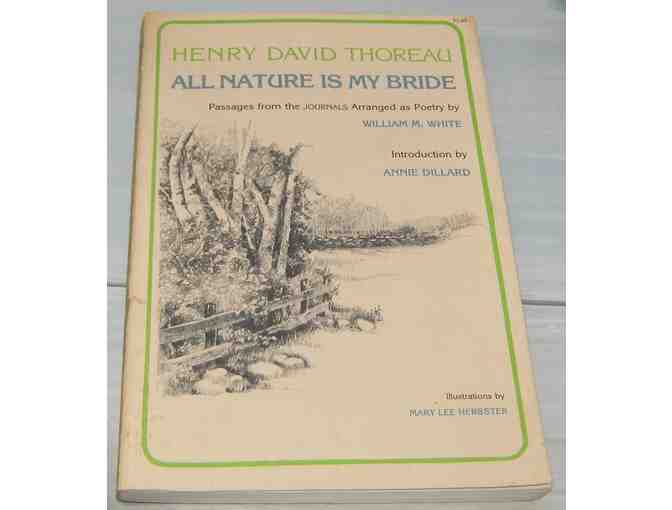 HENRY DAVID THOREAU
ALL NATURE IS MY BRIDE
Passages from the JOURNALS Arranged as Poetry by
WILLIAM M. WHITE
Introduction by
ANNIE DILLARD
Illustrations by
MARY LEE HERBSTER